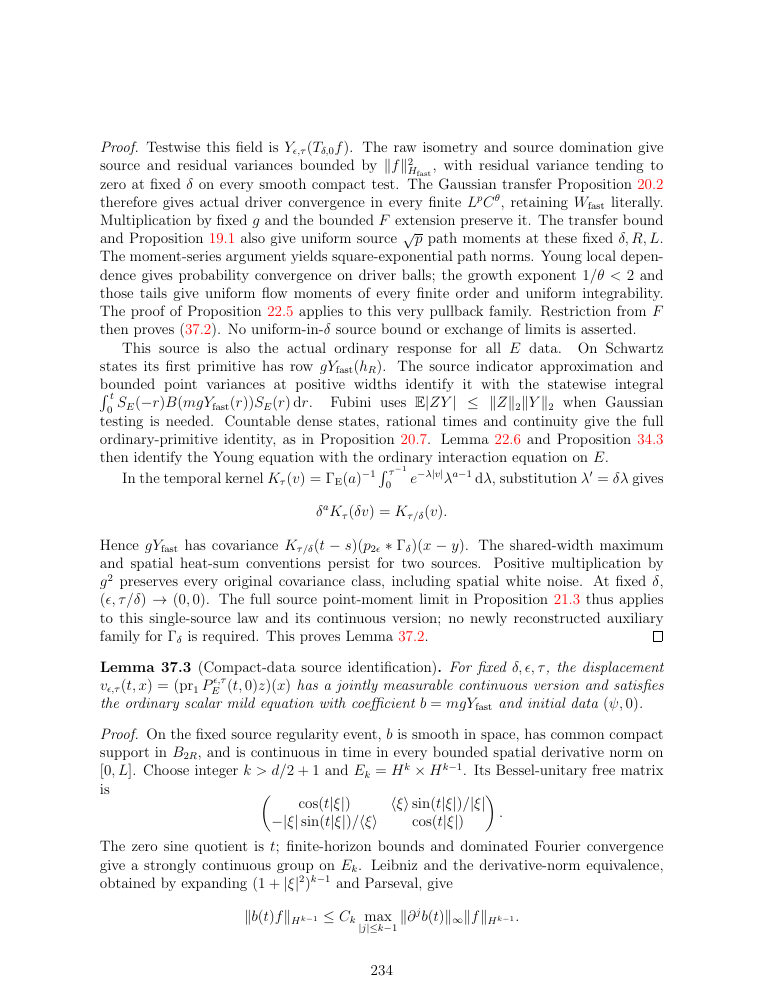 Proof. Testwise this field is Y_{ϵ,τ}(T_{δ,0}f). The raw isometry and source domination give
source and residual variances bounded by ‖f‖²_{H_fast}, with residual variance tending to
zero at fixed δ on every smooth compact test. The Gaussian transfer Proposition 20.2
therefore gives actual driver convergence in every finite L^pC^θ, retaining W_fast literally.
Multiplication by fixed g and the bounded F extension preserve it. The transfer bound
and Proposition 19.1 also give uniform source √p path moments at these fixed δ, R, L.
The moment-series argument yields square-exponential path norms. Young local depen-
dence gives probability convergence on driver balls; the growth exponent 1/θ < 2 and
those tails give uniform flow moments of every finite order and uniform integrability.
The proof of Proposition 22.5 applies to this very pullback family. Restriction from F
then proves (37.2). No uniform-in-δ source bound or exchange of limits is asserted.
This source is also the actual ordinary response for all E data. On Schwartz
states its first primitive has row gY_fast(h_R). The source indicator approximation and
bounded point variances at positive widths identify it with the statewise integral
∫_0^t S_E(−r)B(mgY_fast(r))S_E(r) dr. Fubini uses 𝔼|ZY| ≤ ‖Z‖_2‖Y‖_2 when Gaussian
testing is needed. Countable dense states, rational times and continuity give the full
ordinary-primitive identity, as in Proposition 20.7. Lemma 22.6 and Proposition 34.3
then identify the Young equation with the ordinary interaction equation on E.
In the temporal kernel K_τ(v) = Γ_E(a)^{−1} ∫_0^{τ^{−1}} e^{−λ|v|}λ^{a−1} dλ, substitution λ′ = δλ gives
δ^aK_τ(δv) = K_{τ/δ}(v).
Hence gY_fast has covariance K_{τ/δ}(t − s)(p_{2ϵ} ∗ Γ_δ)(x − y). The shared-width maximum
and spatial heat-sum conventions persist for two sources. Positive multiplication by
g² preserves every original covariance class, including spatial white noise. At fixed δ,
(ϵ, τ/δ) → (0, 0). The full source point-moment limit in Proposition 21.3 thus applies
to this single-source law and its continuous version; no newly reconstructed auxiliary
family for Γ_δ is required. This proves Lemma 37.2. □
Lemma 37.3 (Compact-data source identification). For fixed δ, ϵ, τ, the displacement
v_{ϵ,τ}(t, x) = (pr_1 P_E^{ϵ,τ}(t, 0)z)(x) has a jointly measurable continuous version and satisfies
the ordinary scalar mild equation with coefficient b = mgY_fast and initial data (ψ, 0).
Proof. On the fixed source regularity event, b is smooth in space, has common compact
support in B_{2R}, and is continuous in time in every bounded spatial derivative norm on
[0, L]. Choose integer k > d/2 + 1 and E_k = H^k × H^{k−1}. Its Bessel-unitary free matrix
is
( cos(t|ξ|) ⟨ξ⟩ sin(t|ξ|)/|ξ|
−|ξ| sin(t|ξ|)/⟨ξ⟩ cos(t|ξ|) ).
The zero sine quotient is t; finite-horizon bounds and dominated Fourier convergence
give a strongly continuous group on E_k. Leibniz and the derivative-norm equivalence,
obtained by expanding (1 + |ξ|²)^{k−1} and Parseval, give
‖b(t)f‖_{H^{k−1}} ≤ C_k max_{|j|≤k−1} ‖∂^jb(t)‖_∞‖f‖_{H^{k−1}}.
234